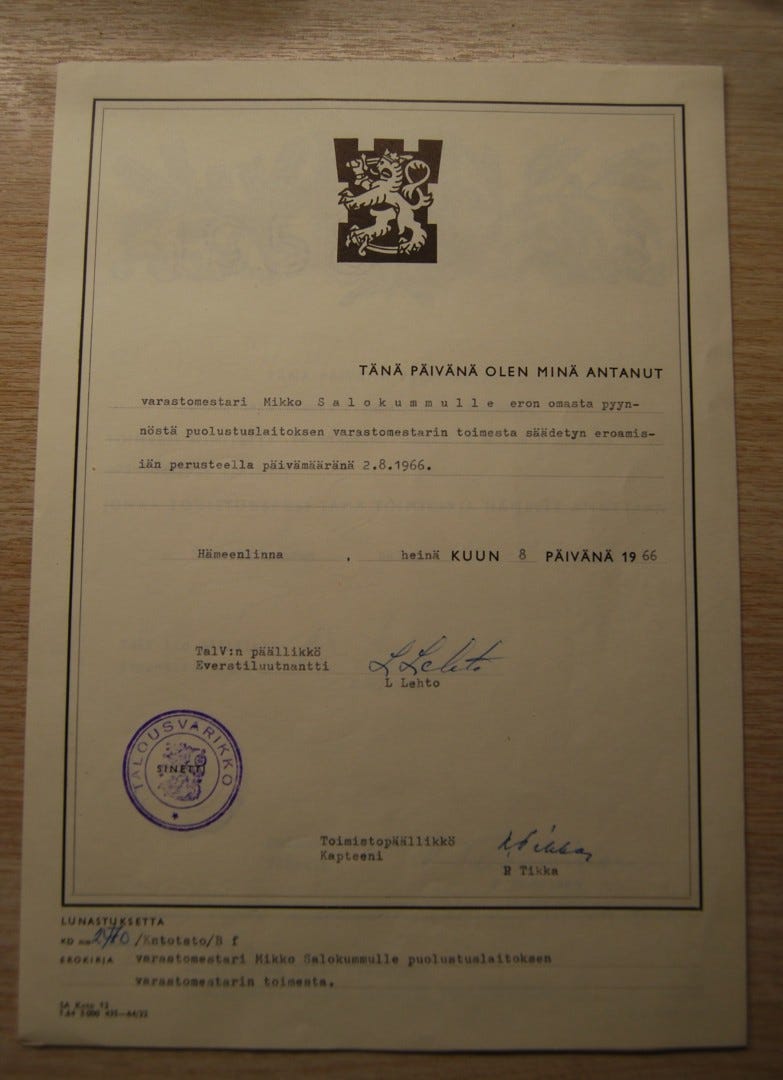 TÄNÄ PÄIVÄNÄ OLEN MINÄ ANTANUT
varastomestari Mikko Salokummulle eron omasta pyyn-
nöstä puolustuslaitoksen varastomestarin toimesta säädetyn eroamis-
iän perusteella päivämääränä 2.8.1966.
Hämeenlinna , heinä KUUN 8 PÄIVÄNÄ 19 66
TalV:n päällikkö
Everstiluutnantti
L Lehto
L Lehto
TALOUSVARIKKO
SINETTI
Toimistopäällikkö
Kapteeni
R Tikka
LUNASTUKSETTA
KD /Kntotsto/B f
EROKIRJA varastomestari Mikko Salokummulle puolustuslaitoksen
varastomestarin toimesta.